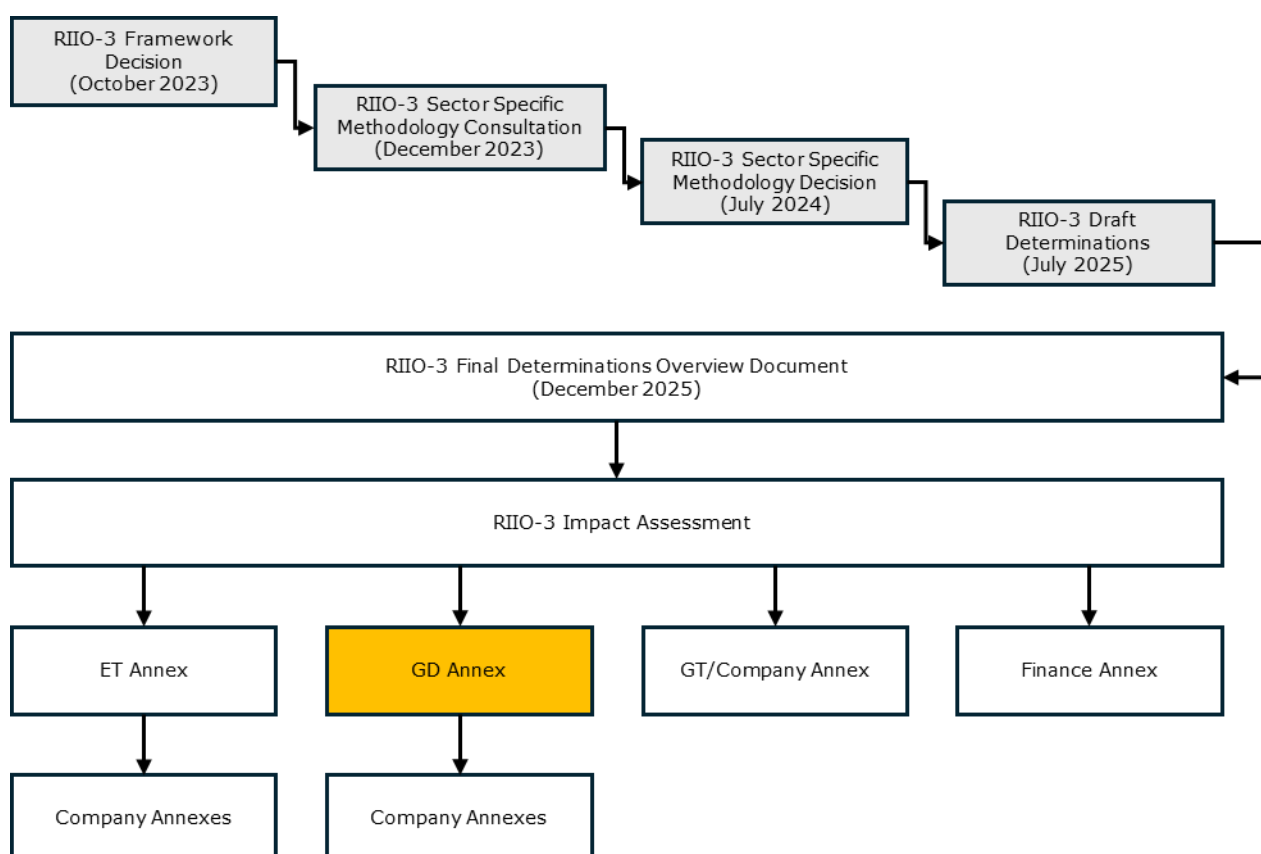 RIIO-3 Framework
Decision
(October 2023)
RIIO-3 Sector Specific
Methodology Consultation
(December 2023)
RIIO-3 Sector Specific
Methodology Decision
(July 2024)
RIIO-3 Draft
Determinations
(July 2025)
RIIO-3 Final Determinations Overview Document
(December 2025)
RIIO-3 Impact Assessment
ET Annex
GD Annex
GT/Company Annex
Finance Annex
Company Annexes
Company Annexes